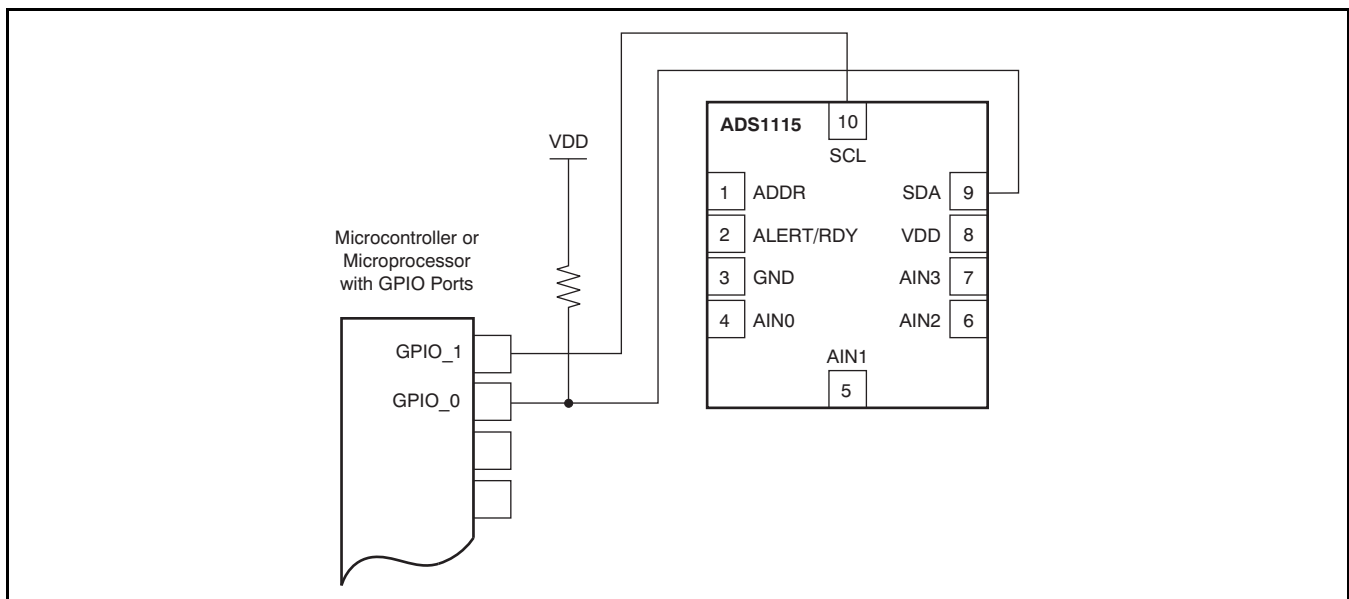 VDD
Microcontroller or
Microprocessor
with GPIO Ports
GPIO_1
GPIO_0
ADS1115
10
SCL
1 ADDR
SDA 9
2 ALERT/RDY
VDD 8
3 GND
AIN3 7
4 AIN0
AIN2 6
AIN1
5